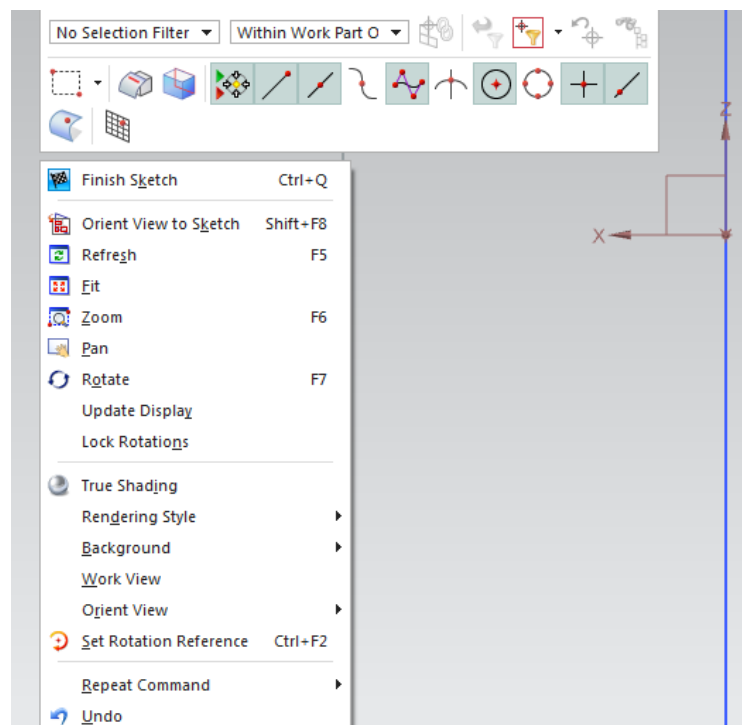 No Selection Filter Within Work Part O
Finish Sketch Ctrl+Q
Orient View to Sketch Shift+F8
Refresh F5
Fit
Zoom F6
Pan
Rotate F7
Update Display
Lock Rotations
True Shading
Rendering Style
Background
Work View
Orient View
Set Rotation Reference Ctrl+F2
Repeat Command
Undo
Z
X